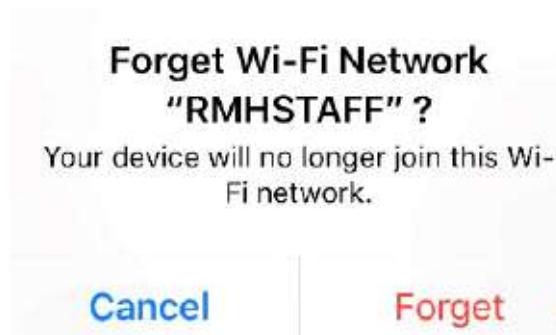 Forget Wi-Fi Network
“RMHSTAFF” ?
Your device will no longer join this Wi-
Fi network.
Cancel
Forget